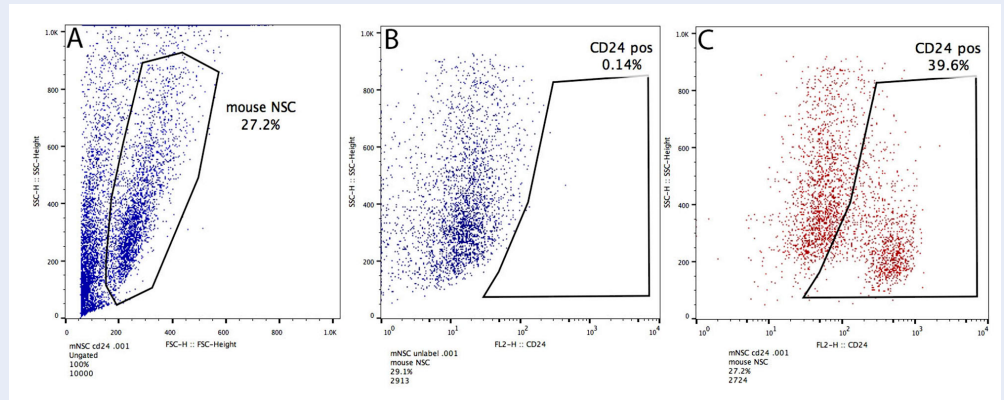 A
mouse NSC
27.2%
1.0K
800
600
400
200
0
SSC-H :: SSC-Height
0
200
400
600
800
1.0K
FSC-H :: FSC-Height
mNSC cd24 .001
Ungated
100%
10000
B
CD24 pos
0.14%
1.0K
800
600
400
200
0
SSC-H :: SSC-Height
10^0
10^1
10^2
10^3
10^4
FL2-H :: CD24
mNSC unlabel .001
mouse NSC
29.1%
2913
C
CD24 pos
39.6%
1.0K
800
600
400
200
0
SSC-H :: SSC-Height
10^0
10^1
10^2
10^3
10^4
FL2-H :: CD24
mNSC cd24 .001
mouse NSC
27.2%
2724